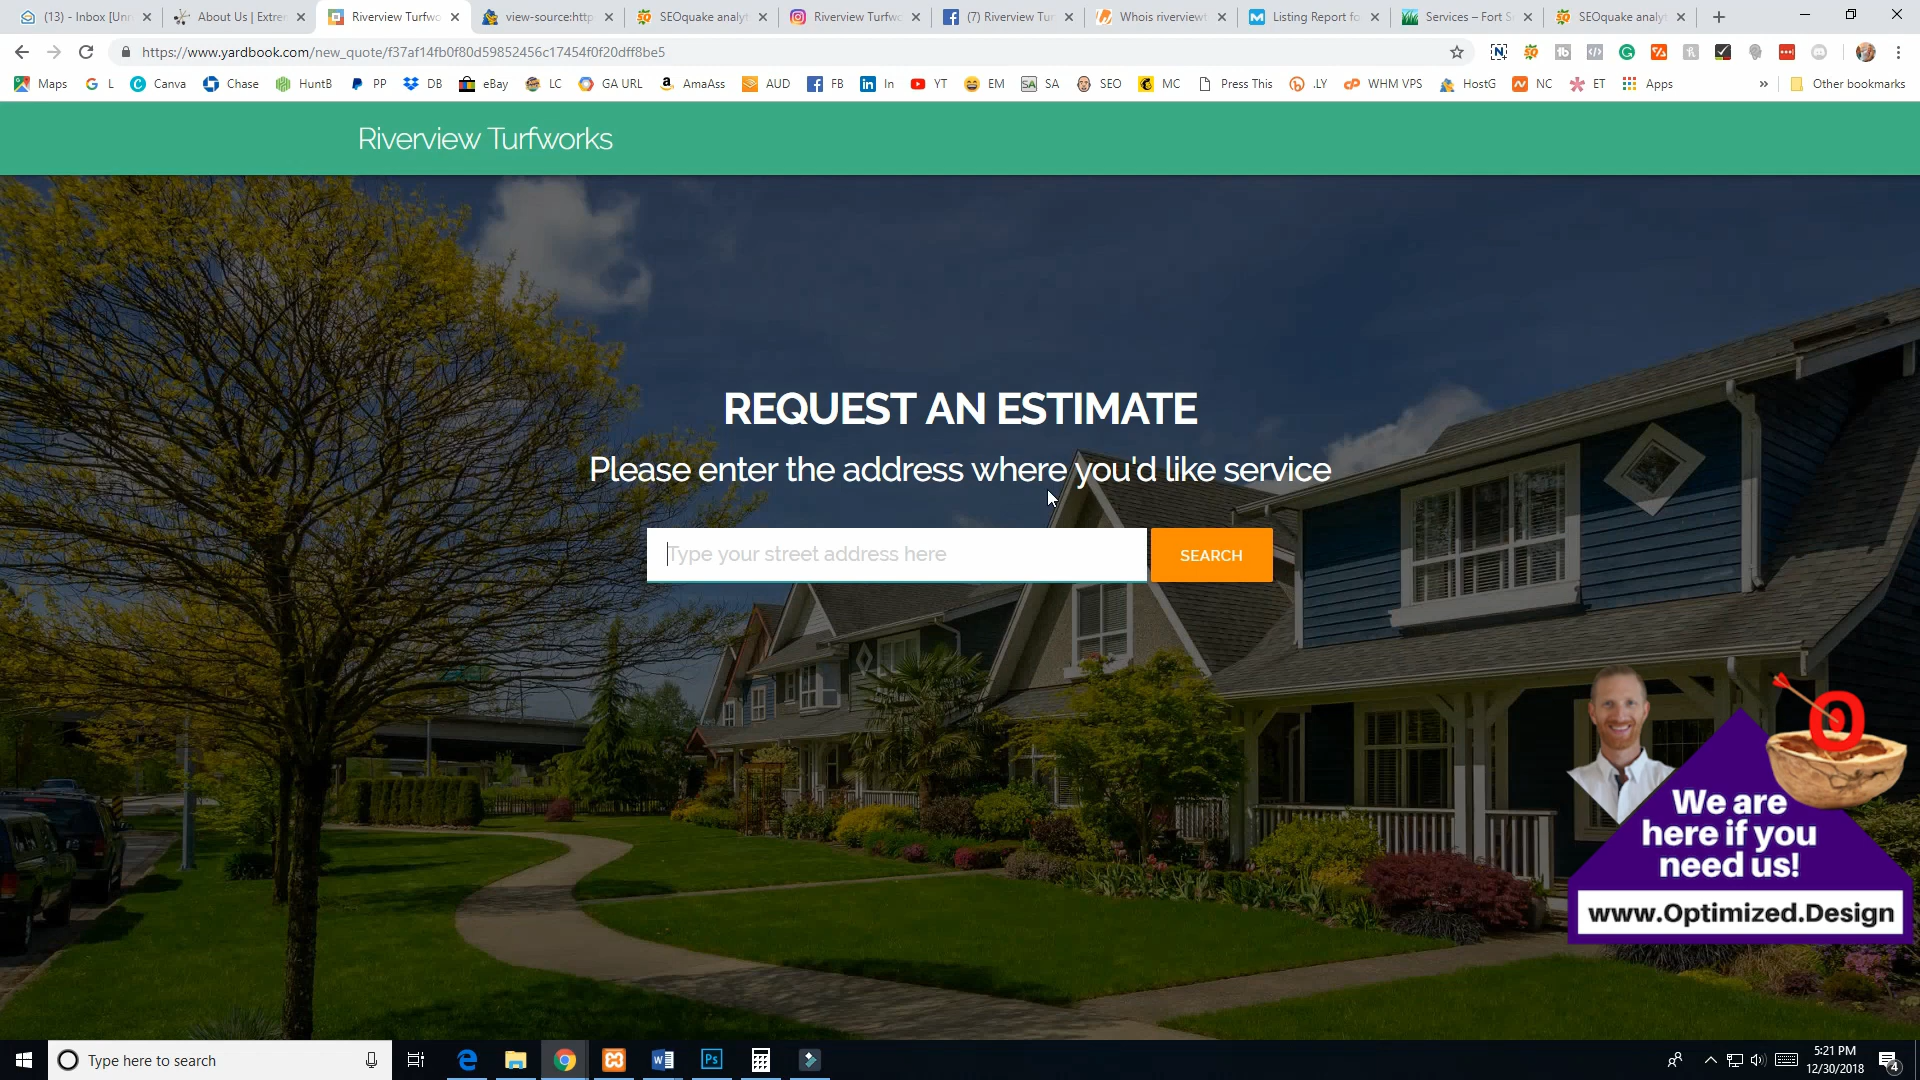 (13) - Inbox [Unr
About Us | Extrer
Riverview Turfwo
view-source:http
SEOquake analyt
Riverview Turfwo
(7) Riverview Tur
Whois riverviewt
Listing Report fo
Services – Fort S
SEOquake analyt
https://www.yardbook.com/new_quote/f37af14fb0f80d59852456c17454f0f20dff8be5
Maps
L
Canva
Chase
HuntB
PP
DB
eBay
LC
GA URL
AmaAss
AUD
FB
In
YT
EM
SA
SEO
MC
Press This
.LY
WHM VPS
HostG
NC
ET
Apps
»
Other bookmarks
Riverview Turfworks
REQUEST AN ESTIMATE
Please enter the address where you'd like service
Type your street address here
SEARCH
We are
here if you
need us!
www.Optimized.Design
Type here to search
5:21 PM
12/30/2018
4